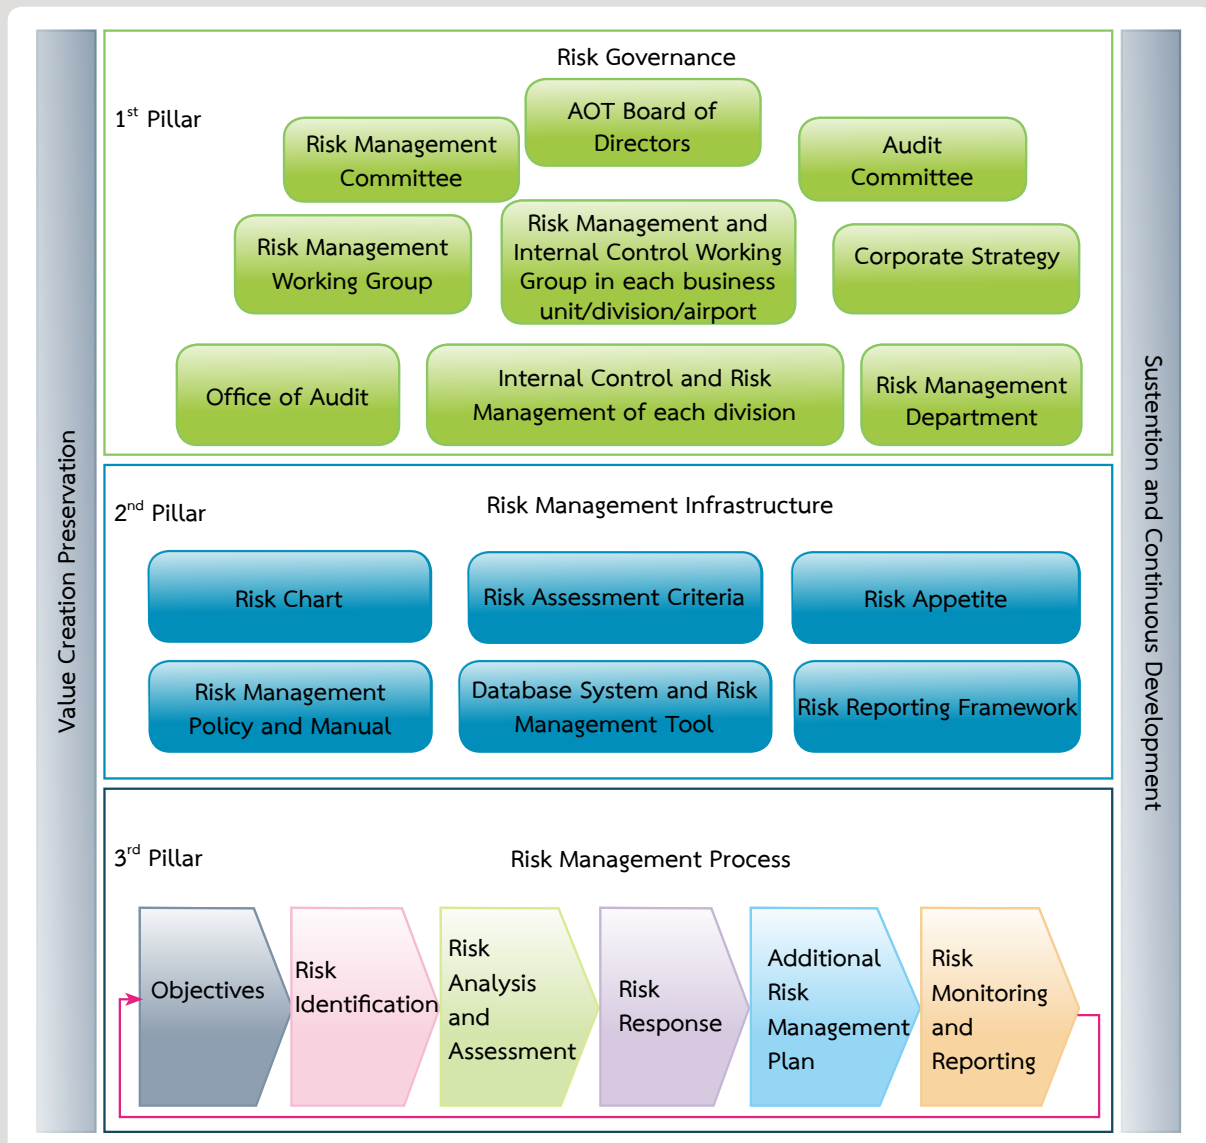 Risk Governance
1st Pillar
AOT Board of
Directors
Risk Management
Committee
Audit
Committee
Risk Management
Working Group
Risk Management and
Internal Control Working
Group in each business
unit/division/airport
Corporate Strategy
Office of Audit
Internal Control and Risk
Management of each division
Risk Management
Department
Value Creation Preservation
Sustention and Continuous Development
2nd Pillar
Risk Management Infrastructure
Risk Chart
Risk Assessment Criteria
Risk Appetite
Risk Management
Policy and Manual
Database System and Risk
Management Tool
Risk Reporting Framework
3rd Pillar
Risk Management Process
Objectives
Risk
Identification
Risk
Analysis
and
Assessment
Risk
Response
Additional
Risk
Management
Plan
Risk
Monitoring
and
Reporting